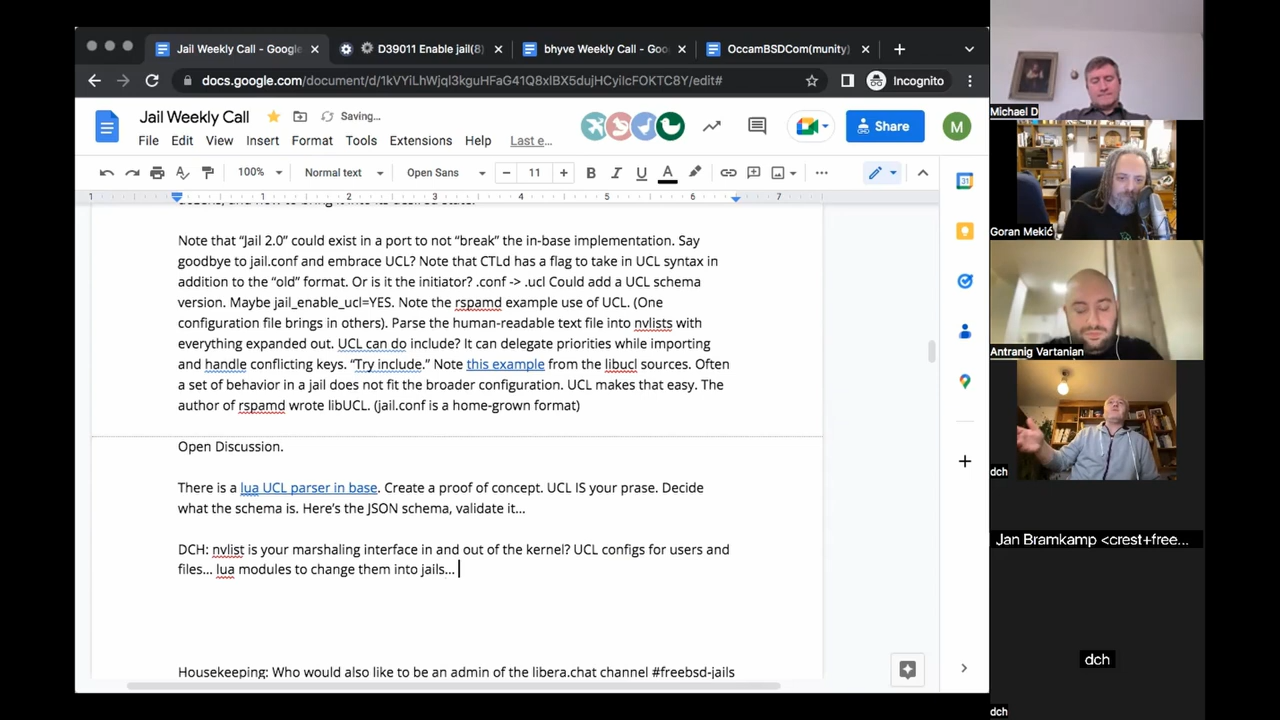 Jail Weekly Call - Google
D39011 Enable jail(8)
bhyve Weekly Call - Goo
OccamBSDCom(munity)
docs.google.com/document/d/1kVYiLhWjql3kguHFaG41Q8xIBX5dujHCyilcFOKTC8Y/edit#
Incognito
Jail Weekly Call
Saving...
File Edit View Insert Format Tools Extensions Help Last e...
Share
M
100% Normal text Open Sans 11 B I U A
1 1 2 3 4 5 6 7
Note that “Jail 2.0” could exist in a port to not “break” the in-base implementation. Say
goodbye to jail.conf and embrace UCL? Note that CTLd has a flag to take in UCL syntax in
addition to the “old” format. Or is it the initiator? .conf -> .ucl Could add a UCL schema
version. Maybe jail_enable_ucl=YES. Note the rspamd example use of UCL. (One
configuration file brings in others). Parse the human-readable text file into nvlists with
everything expanded out. UCL can do include? It can delegate priorities while importing
and handle conflicting keys. “Try include.” Note this example from the libucl sources. Often
a set of behavior in a jail does not fit the broader configuration. UCL makes that easy. The
author of rspamd wrote libUCL. (jail.conf is a home-grown format)
Open Discussion.
There is a lua UCL parser in base. Create a proof of concept. UCL IS your prase. Decide
what the schema is. Here’s the JSON schema, validate it...
DCH: nvlist is your marshaling interface in and out of the kernel? UCL configs for users and
files... lua modules to change them into jails...
Housekeeping: Who would also like to be an admin of the libera.chat channel #freebsd-jails
31
Michael D
Goran Mekić
Antranig Vartanian
dch
Jan Bramkamp <crest+free...
dch
dch